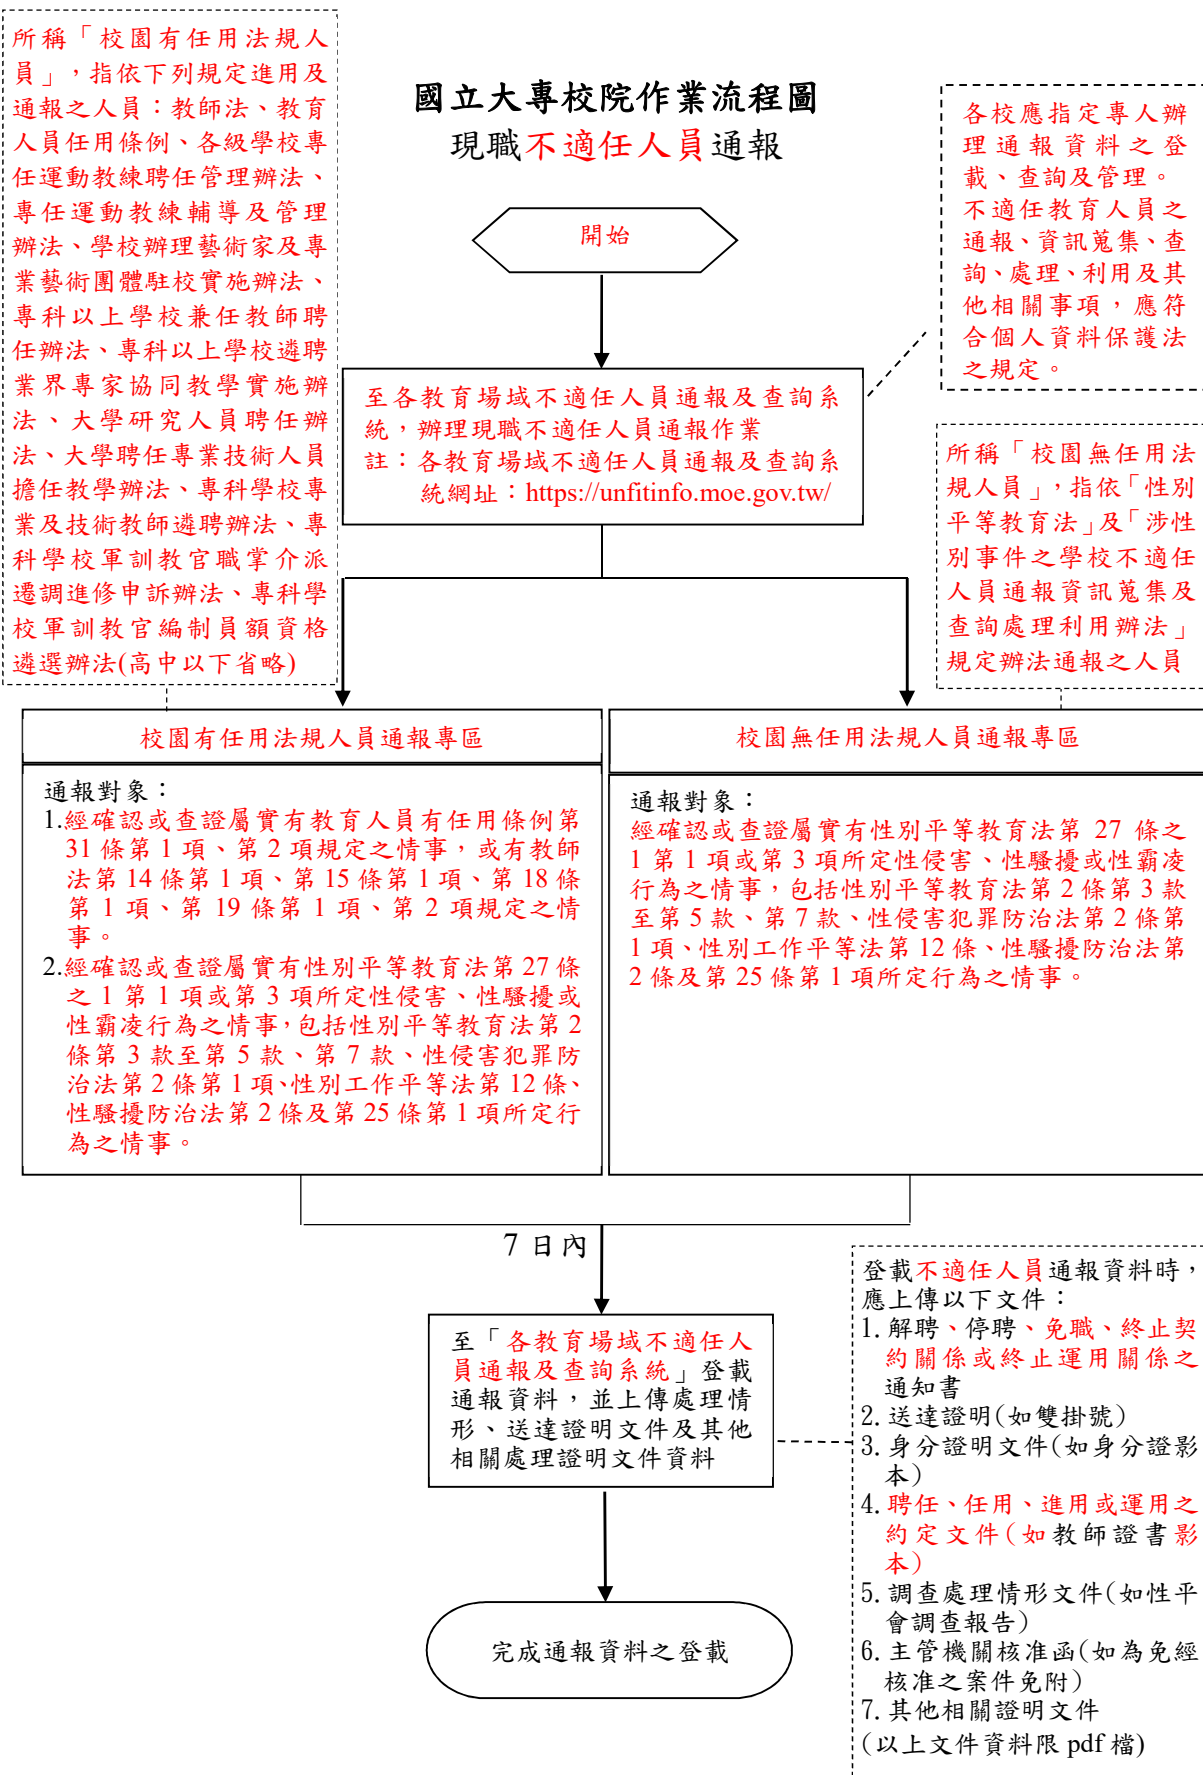 所稱「校園有任用法規人
員」，指依下列規定進用及
通報之人員：教師法、教育
人員任用條例、各級學校專
任運動教練聘任管理辦法、
專任運動教練輔導及管理
辦法、學校辦理藝術家及專
業藝術團體駐校實施辦法、
專科以上學校兼任教師聘
任辦法、專科以上學校遴聘
業界專家協同教學實施辦
法、大學研究人員聘任辦
法、大學聘任專業技術人員
擔任教學辦法、專科學校專
業及技術教師遴聘辦法、專
科學校軍訓教官職掌介派
遷調進修申訴辦法、專科學
校軍訓教官編制員額資格
遴選辦法(高中以下省略)
國立大專校院作業流程圖
現職不適任人員通報
各校應指定專人辦
理通報資料之登
載、查詢及管理。
不適任教育人員之
通報、資訊蒐集、查
詢、處理、利用及其
他相關事項，應符
合個人資料保護法
之規定。
開始
至各教育場域不適任人員通報及查詢系
統，辦理現職不適任人員通報作業
註：各教育場域不適任人員通報及查詢系
統網址：https://unfitinfo.moe.gov.tw/
所稱「校園無任用法
規人員」，指依「性別
平等教育法」及「涉性
別事件之學校不適任
人員通報資訊蒐集及
查詢處理利用辦法」
規定辦法通報之人員
校園有任用法規人員通報專區
通報對象：
1.經確認或查證屬實有教育人員有任用條例第
31 條第 1 項、第 2 項規定之情事，或有教師
法第 14 條第 1 項、第 15 條第 1 項、第 18 條
第 1 項、第 19 條第 1 項、第 2 項規定之情
事。
2.經確認或查證屬實有性別平等教育法第 27 條
之 1 第 1 項或第 3 項所定性侵害、性騷擾或
性霸凌行為之情事，包括性別平等教育法第 2
條第 3 款至第 5 款、第 7 款、性侵害犯罪防
治法第 2 條第 1 項、性別工作平等法第 12 條、
性騷擾防治法第 2 條及第 25 條第 1 項所定行
為之情事。
校園無任用法規人員通報專區
通報對象：
經確認或查證屬實有性別平等教育法第 27 條之
1 第 1 項或第 3 項所定性侵害、性騷擾或性霸凌
行為之情事，包括性別平等教育法第 2 條第 3 款
至第 5 款、第 7 款、性侵害犯罪防治法第 2 條第
1 項、性別工作平等法第 12 條、性騷擾防治法第
2 條及第 25 條第 1 項所定行為之情事。
7 日內
至「各教育場域不適任人
員通報及查詢系統」登載
通報資料，並上傳處理情
形、送達證明文件及其他
相關處理證明文件資料
登載不適任人員通報資料時，
應上傳以下文件：
1.解聘、停聘、免職、終止契
約關係或終止運用關係之
通知書
2.送達證明(如雙掛號)
3.身分證明文件(如身分證影
本)
4.聘任、任用、進用或運用之
約定文件(如教師證書影
本)
5.調查處理情形文件(如性平
會調查報告)
6.主管機關核准函(如為免經
核准之案件免附)
7.其他相關證明文件
(以上文件資料限 pdf 檔)
完成通報資料之登載